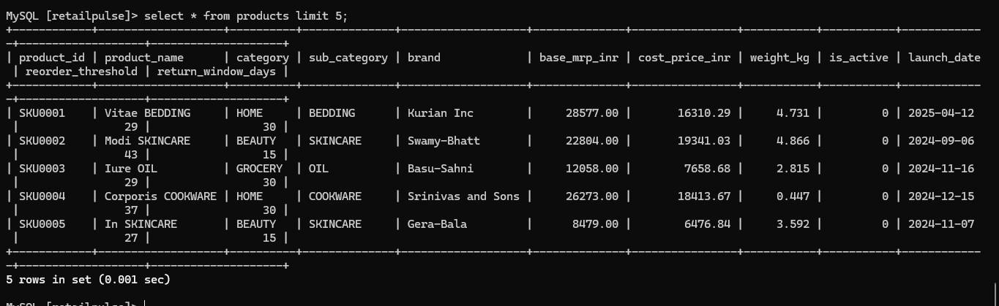 MySQL [retailpulse]> select * from products limit 5;
+------------+------------------+----------+--------------+-------------------+--------------+----------------+-----------+-----------+------------
-+-------------------+--------------------+
| product_id | product_name      | category | sub_category | brand             | base_mrp_inr | cost_price_inr | weight_kg | is_active | launch_date
 | reorder_threshold | return_window_days |
+------------+------------------+----------+--------------+-------------------+--------------+----------------+-----------+-----------+------------
-+-------------------+--------------------+
| SKU0001    | Vitae BEDDING     | HOME     | BEDDING      | Kurian Inc        |     28577.00 |       16310.29 |     4.731 |         0 | 2025-04-12
 |                29 |                 30 |
| SKU0002    | Modi SKINCARE     | BEAUTY   | SKINCARE     | Swamy-Bhatt       |     22804.00 |       19341.03 |     4.866 |         0 | 2024-09-06
 |                43 |                 15 |
| SKU0003    | Iure OIL          | GROCERY  | OIL          | Basu-Sahni        |     12058.00 |        7658.68 |     2.815 |         0 | 2024-11-16
 |                29 |                 30 |
| SKU0004    | Corporis COOKWARE | HOME     | COOKWARE     | Srinivas and Sons |     26273.00 |       18413.67 |     0.447 |         0 | 2024-12-15
 |                37 |                 30 |
| SKU0005    | In SKINCARE       | BEAUTY   | SKINCARE     | Gera-Bala         |      8479.00 |        6476.84 |     3.592 |         0 | 2024-11-07
 |                27 |                 15 |
+------------+------------------+----------+--------------+-------------------+--------------+----------------+-----------+-----------+------------
-+-------------------+--------------------+
5 rows in set (0.001 sec)
MySQL [retailpulse]>